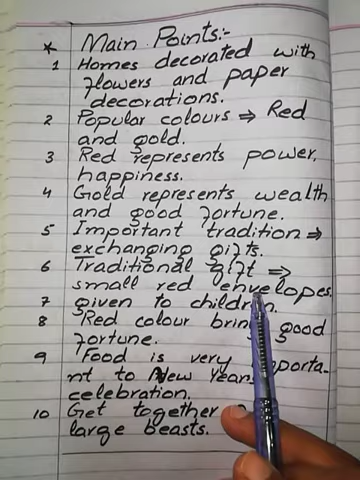 * Main Points:-
1 Homes decorated with
flowers and paper
decorations.
2 Popular colours ⇒ Red
and gold.
3 Red represents power,
happiness.
4 Gold represents wealth
and good fortune.
5 Important tradition ⇒
exchanging gifts.
6 Traditional gift ⇒
small red envelopes.
7 given to children.
8 Red colour bring good
fortune.
9 Food is very importa-
nt to New Years
celebration.
10 Get together
large beasts.